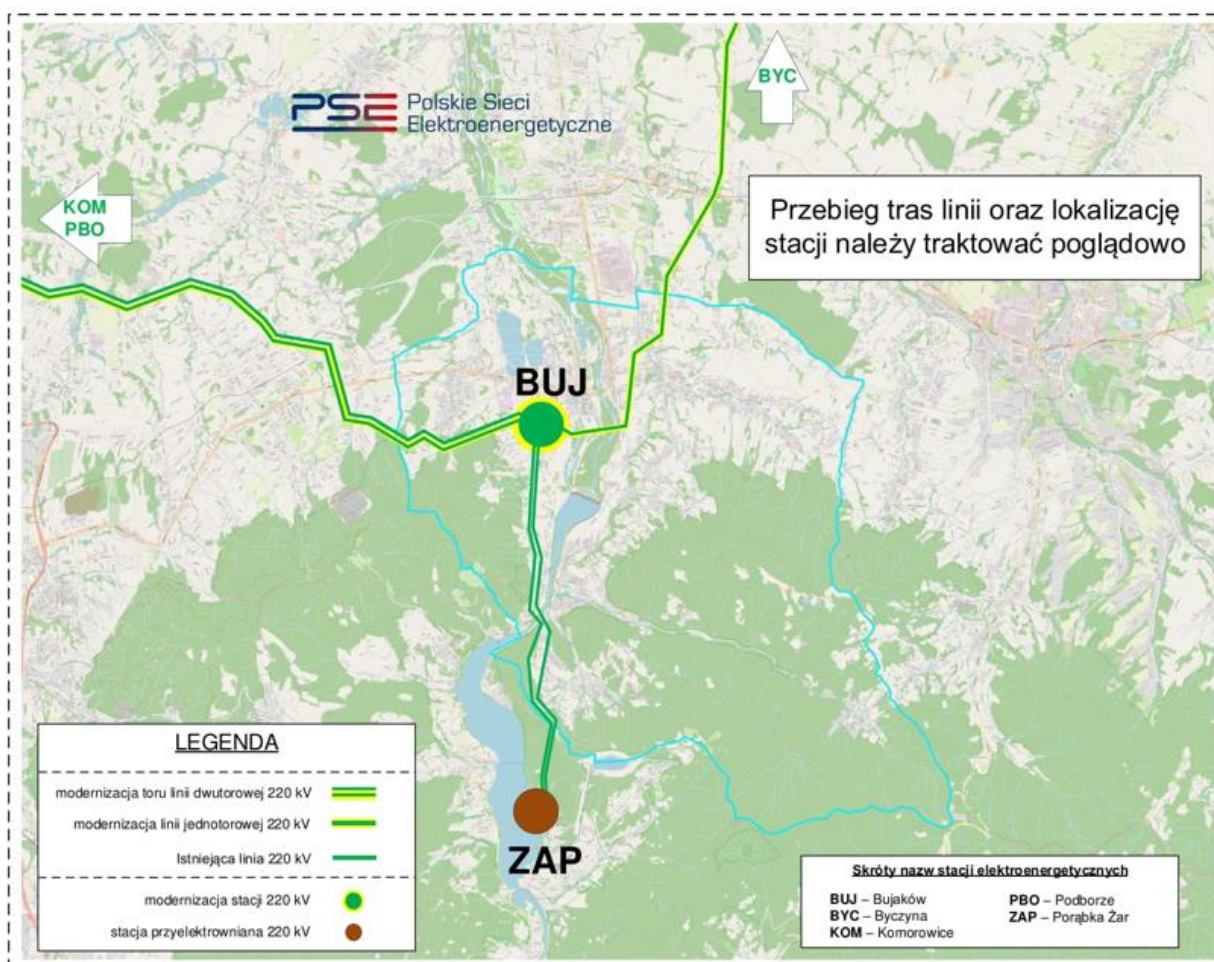 BYC
PSE Polskie Sieci
Elektroenergetyczne
KOM
PBO
Przebieg tras linii oraz lokalizację
stacji należy traktować poglądowo
BUJ
ZAP
LEGENDA
modernizacja toru linii dwutorowej 220 kV
modernizacja linii jednotorowej 220 kV
Istniejąca linia 220 kV
modernizacja stacji 220 kV
stacja przyelektrowniana 220 kV
Skróty nazw stacji elektroenergetycznych
BUJ – Bujaków
BYC – Byczyna
KOM – Komorowice
PBO – Podborze
ZAP – Porąbka Żar